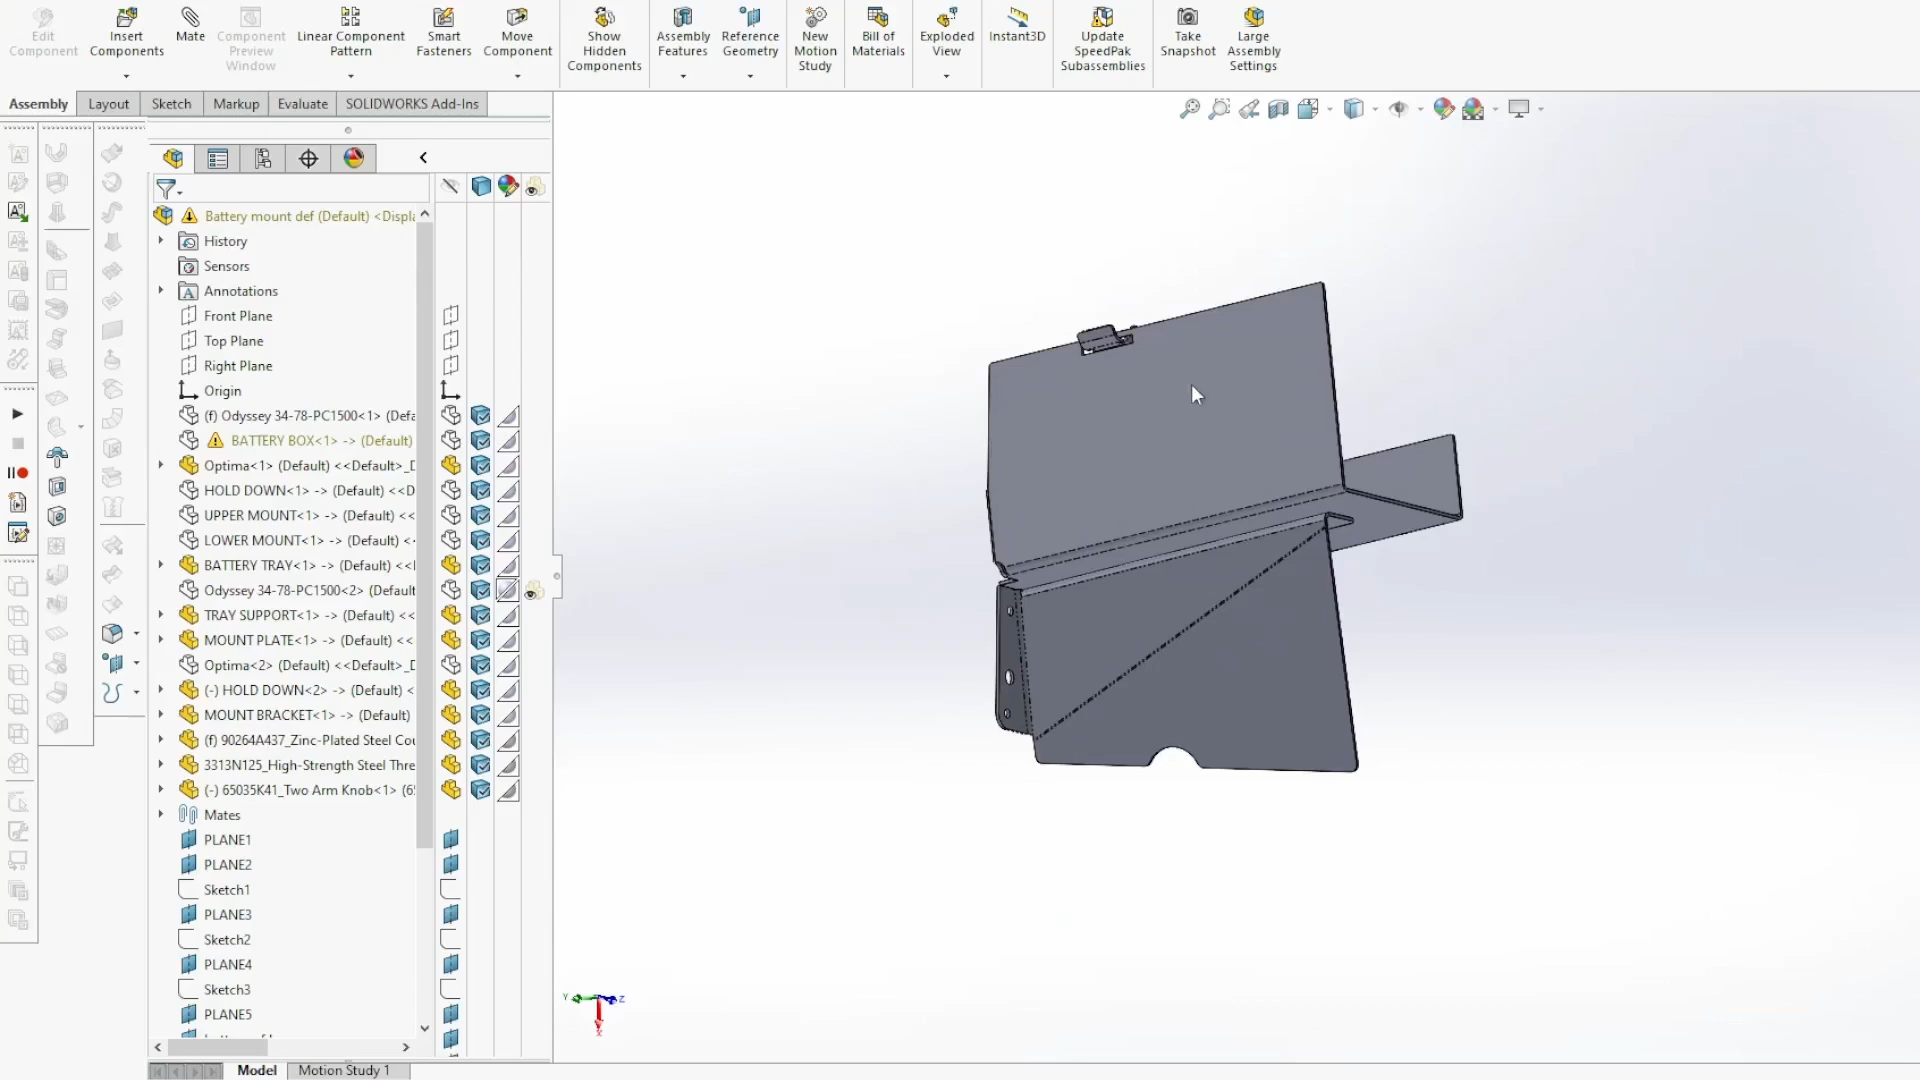 Edit Component
Insert Components
Mate
Component Preview Window
Linear Component Pattern
Smart Fasteners
Move Component
Show Hidden Components
Assembly Features
Reference Geometry
New Motion Study
Bill of Materials
Exploded View
Instant3D
Update SpeedPak Subassemblies
Take Snapshot
Large Assembly Settings
Assembly
Layout
Sketch
Markup
Evaluate
SOLIDWORKS Add-Ins
Battery mount def (Default) <Displa
History
Sensors
Annotations
Front Plane
Top Plane
Right Plane
Origin
(f) Odyssey 34-78-PC1500<1> (Defa
BATTERY BOX<1> -> (Default)
Optima<1> (Default) <<Default>_D
HOLD DOWN<1> -> (Default) <<D
UPPER MOUNT<1> -> (Default) <<
LOWER MOUNT<1> -> (Default) <
BATTERY TRAY<1> -> (Default) <<
Odyssey 34-78-PC1500<2> (Default
TRAY SUPPORT<1> -> (Default) <<
MOUNT PLATE<1> -> (Default) <<
Optima<2> (Default) <<Default>_D
(-) HOLD DOWN<2> -> (Default) <
MOUNT BRACKET<1> -> (Default)
(f) 90264A437_Zinc-Plated Steel Cou
3313N125_High-Strength Steel Thre
(-) 65035K41_Two Arm Knob<1> (6
Mates
PLANE1
PLANE2
Sketch1
PLANE3
Sketch2
PLANE4
Sketch3
PLANE5
Y
Z
X
Model
Motion Study 1